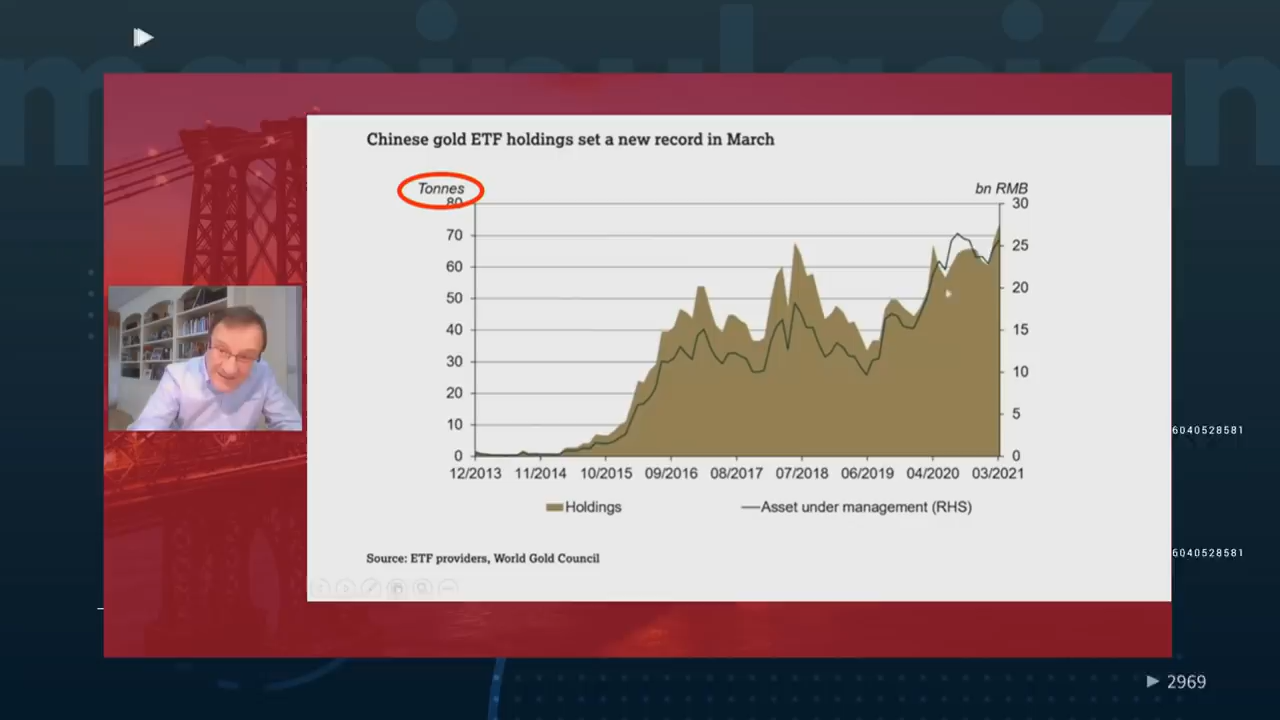 manipulación
Chinese gold ETF holdings set a new record in March
Tonnes
bn RMB
80
70
60
50
40
30
20
10
0
30
25
20
15
10
5
0
12/2013 11/2014 10/2015 09/2016 08/2017 07/2018 06/2019 04/2020 03/2021
Holdings
Asset under management (RHS)
Source: ETF providers, World Gold Council
6040528581
6040528581
2969